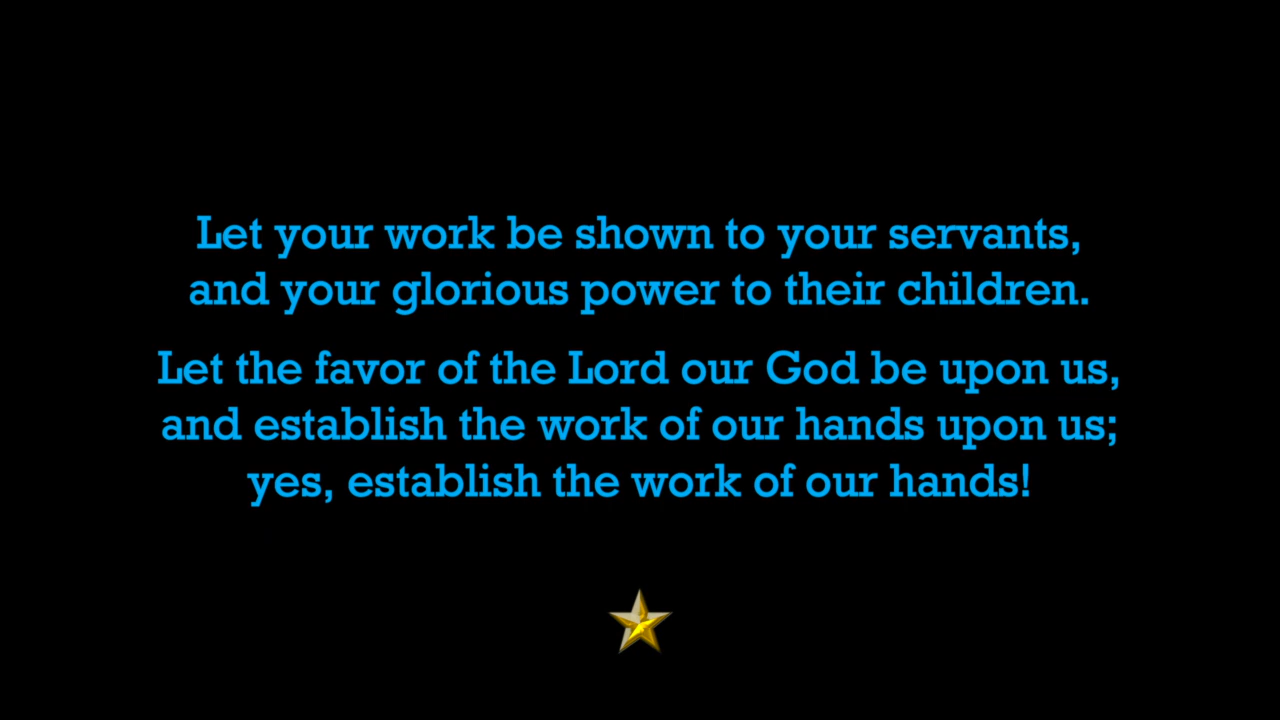 Let your work be shown to your servants,
and your glorious power to their children.
Let the favor of the Lord our God be upon us,
and establish the work of our hands upon us;
yes, establish the work of our hands!